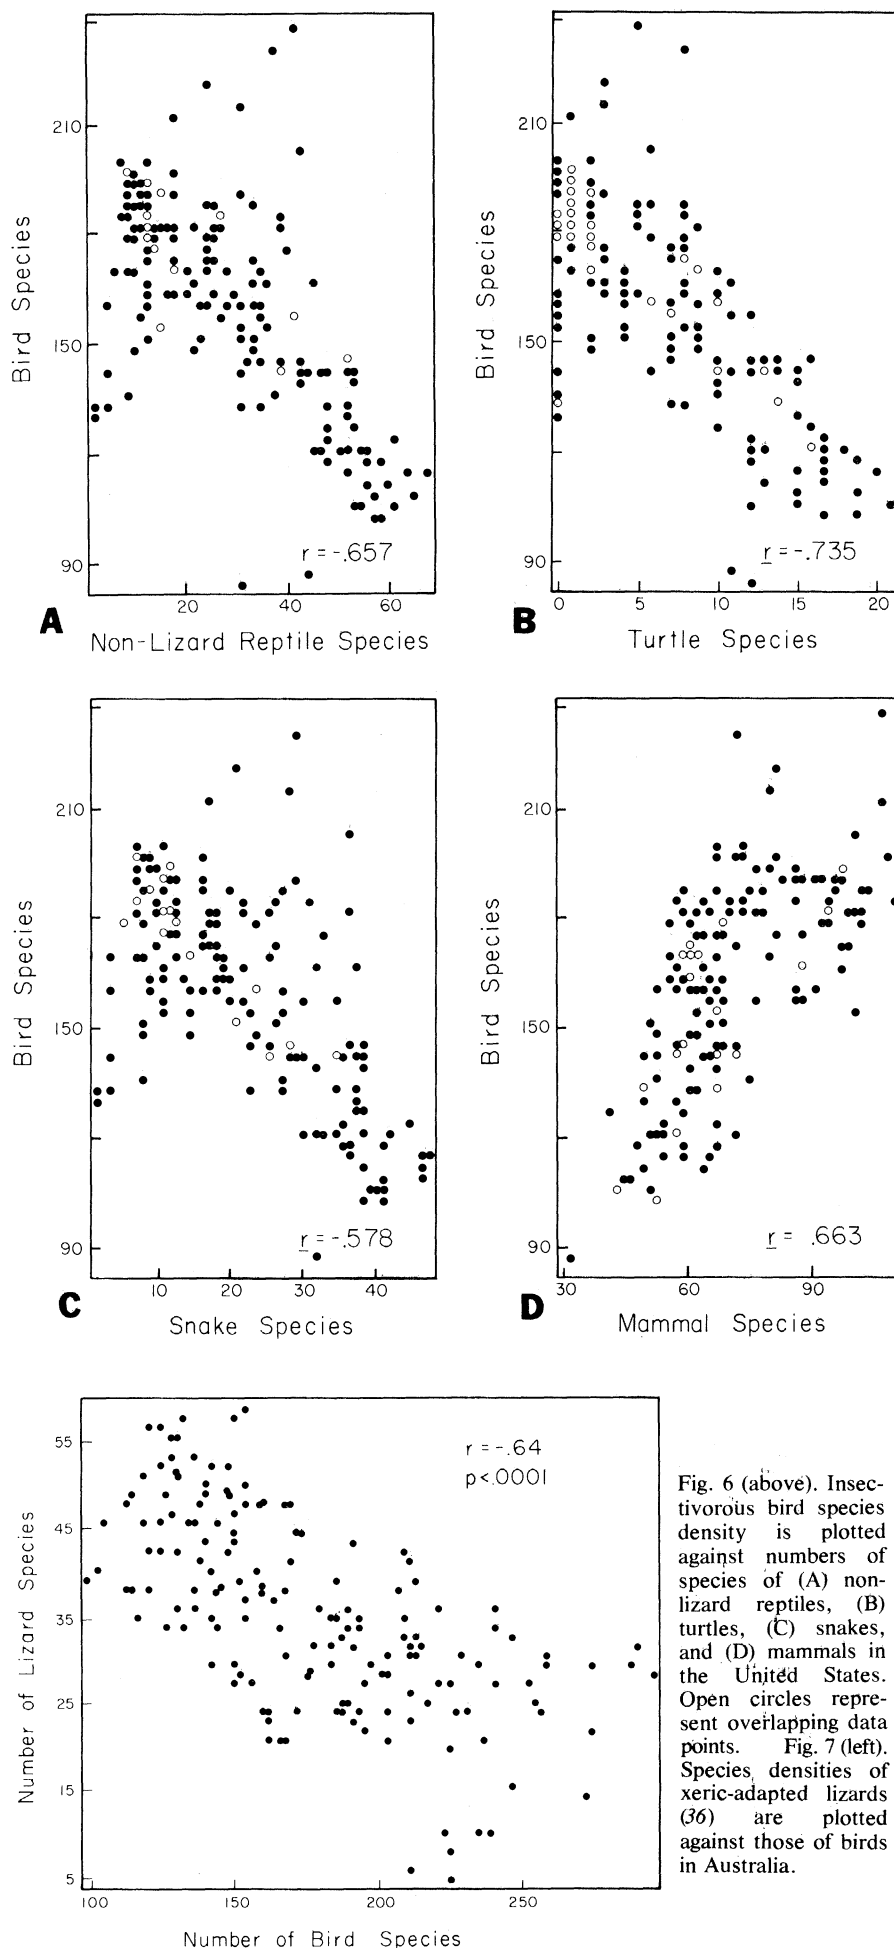 210
150
90
20
40
60
Bird Species
r = -.657
A
Non-Lizard Reptile Species
210
150
90
0
5
10
15
20
Bird Species
r = -.735
B
Turtle Species
210
150
90
10
20
30
40
Bird Species
r = -.578
C
Snake Species
210
150
90
30
60
90
Bird Species
r = .663
D
Mammal Species
55
45
35
25
15
5
100
150
200
250
Number of Lizard Species
r = -.64
p<.0001
Number of Bird Species
Fig. 6 (above). Insec-
tivorous bird species
density is plotted
against numbers of
species of (A) non-
lizard reptiles, (B)
turtles, (C) snakes,
and (D) mammals in
the United States.
Open circles repre-
sent overlapping data
points. Fig. 7 (left).
Species densities of
xeric-adapted lizards
(36) are plotted
against those of birds
in Australia.